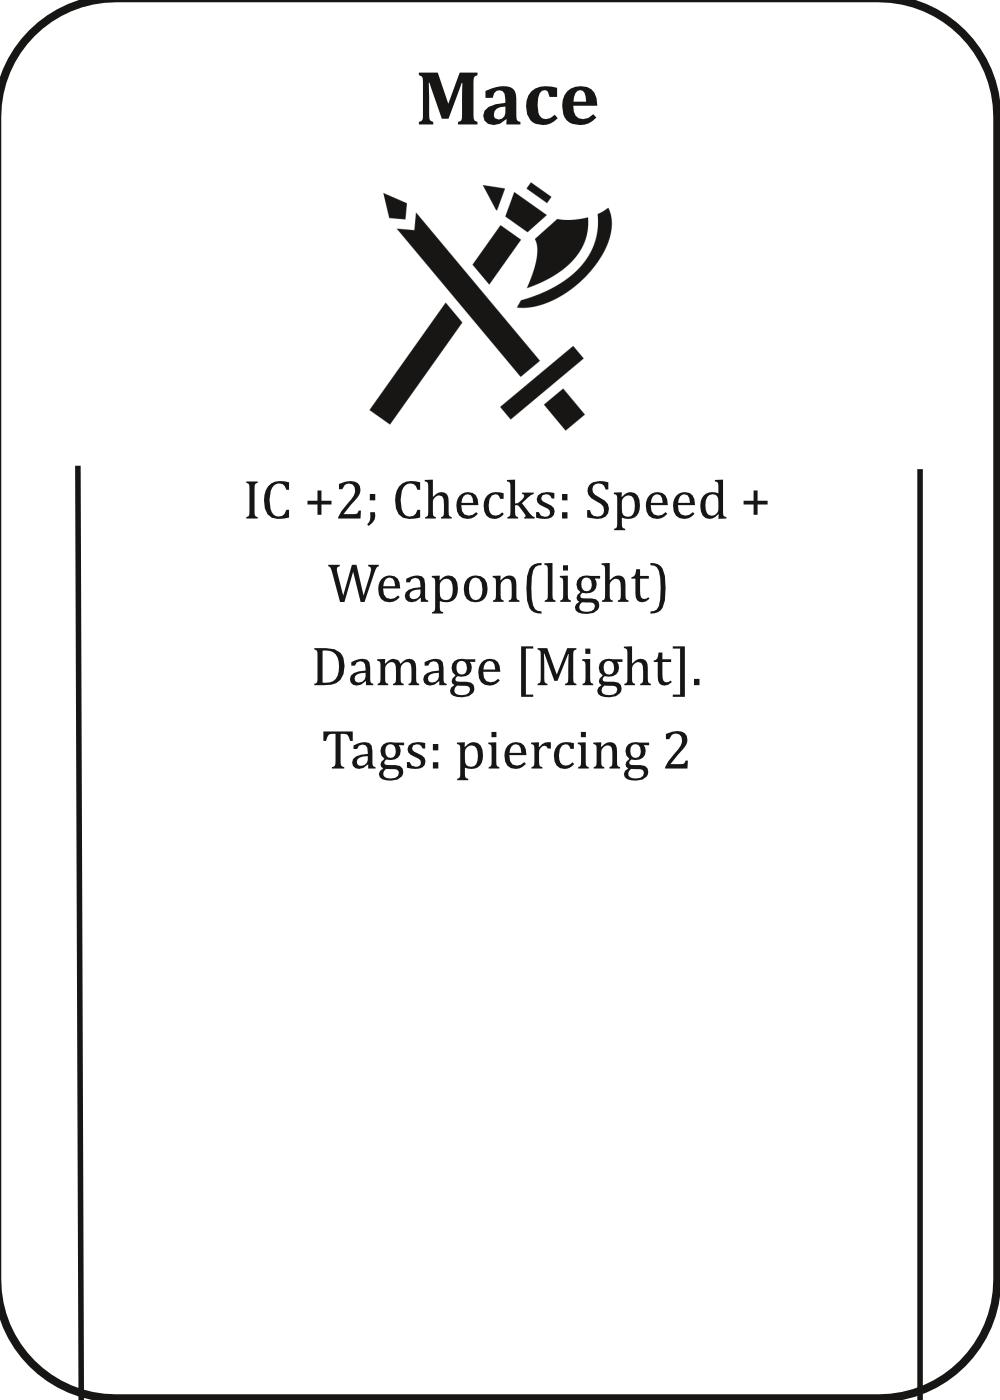 Mace
IC +2; Checks: Speed +
Weapon(light)
Damage [Might].
Tags: piercing 2